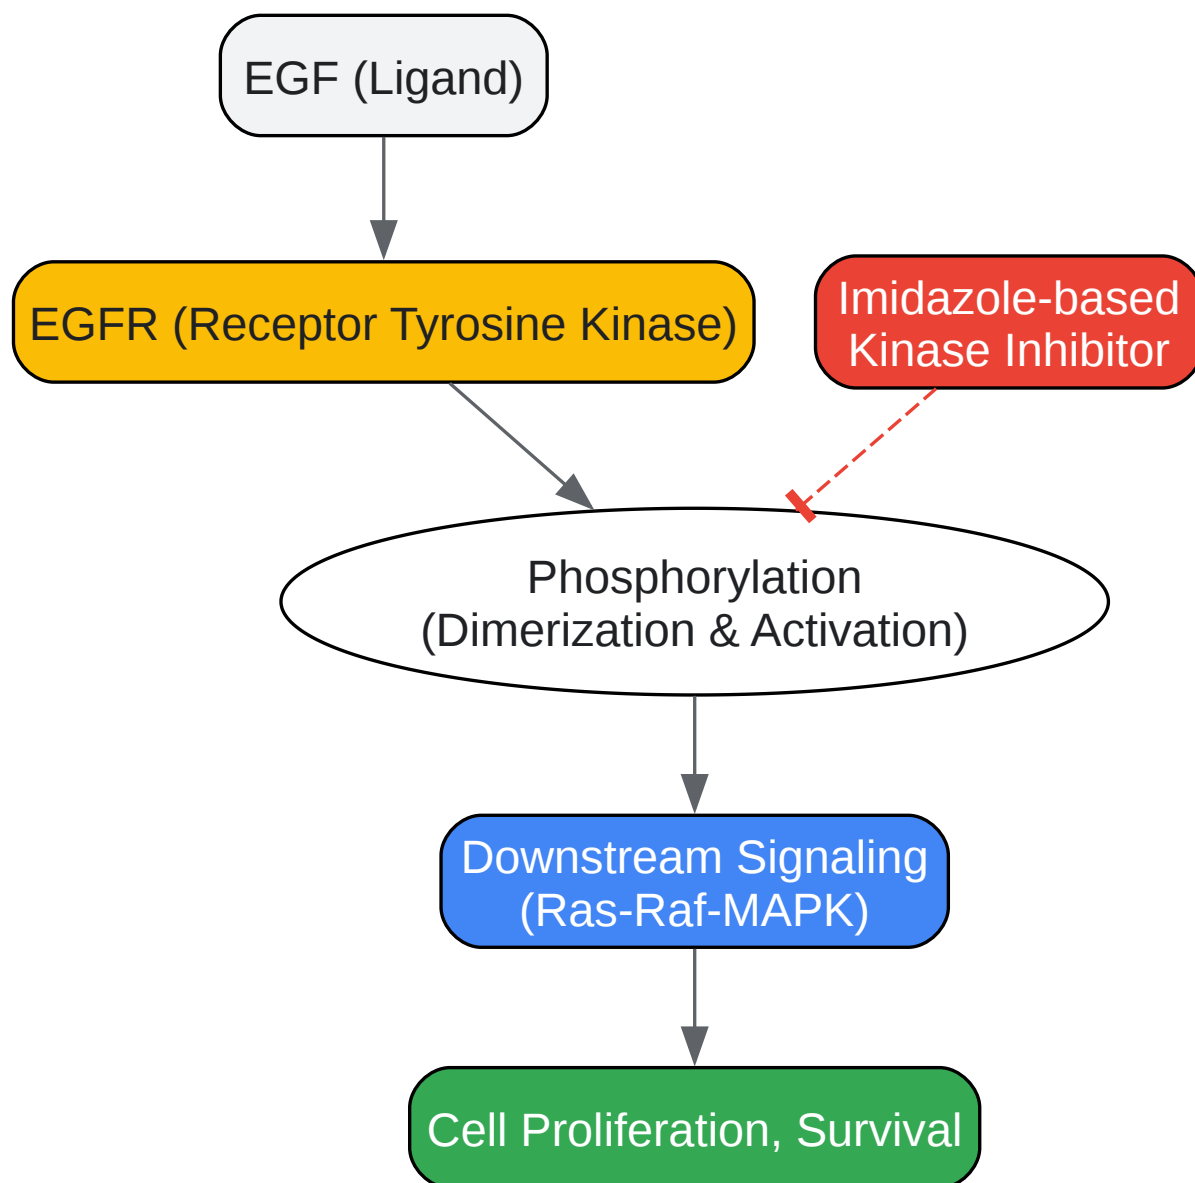 EGF (Ligand)
EGFR (Receptor Tyrosine Kinase)
Imidazole-based
Kinase Inhibitor
Phosphorylation
(Dimerization & Activation)
Downstream Signaling
(Ras-Raf-MAPK)
Cell Proliferation, Survival